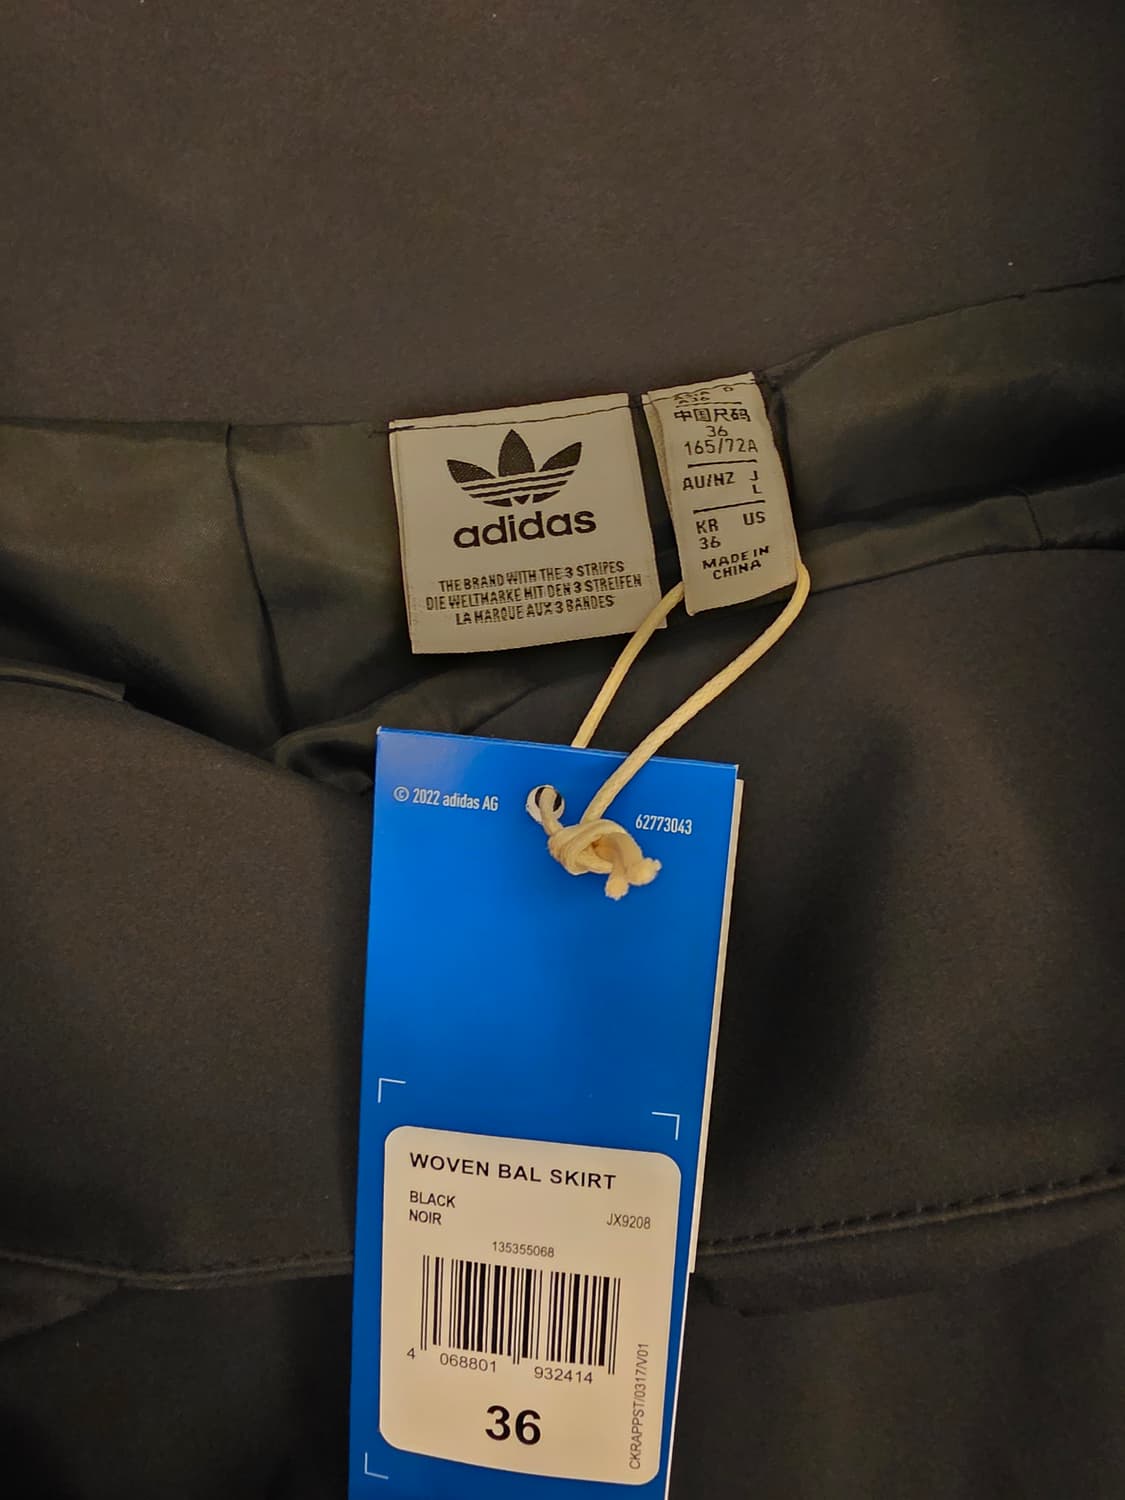 adidas
THE BRAND WITH THE 3 STRIPES
DIE WELTMARKE MIT DEN 3 STREIFEN
LA MARQUE AUX 3 BANDES
A36
中国尺码
36
165/72A
AU/NZ J
L
KR US
36
MADE IN
CHINA
© 2022 adidas AG
62773043
WOVEN BAL SKIRT
BLACK
NOIR
JX9208
135355068
4 068801 932414
36
CKRAPPST/0317/V01